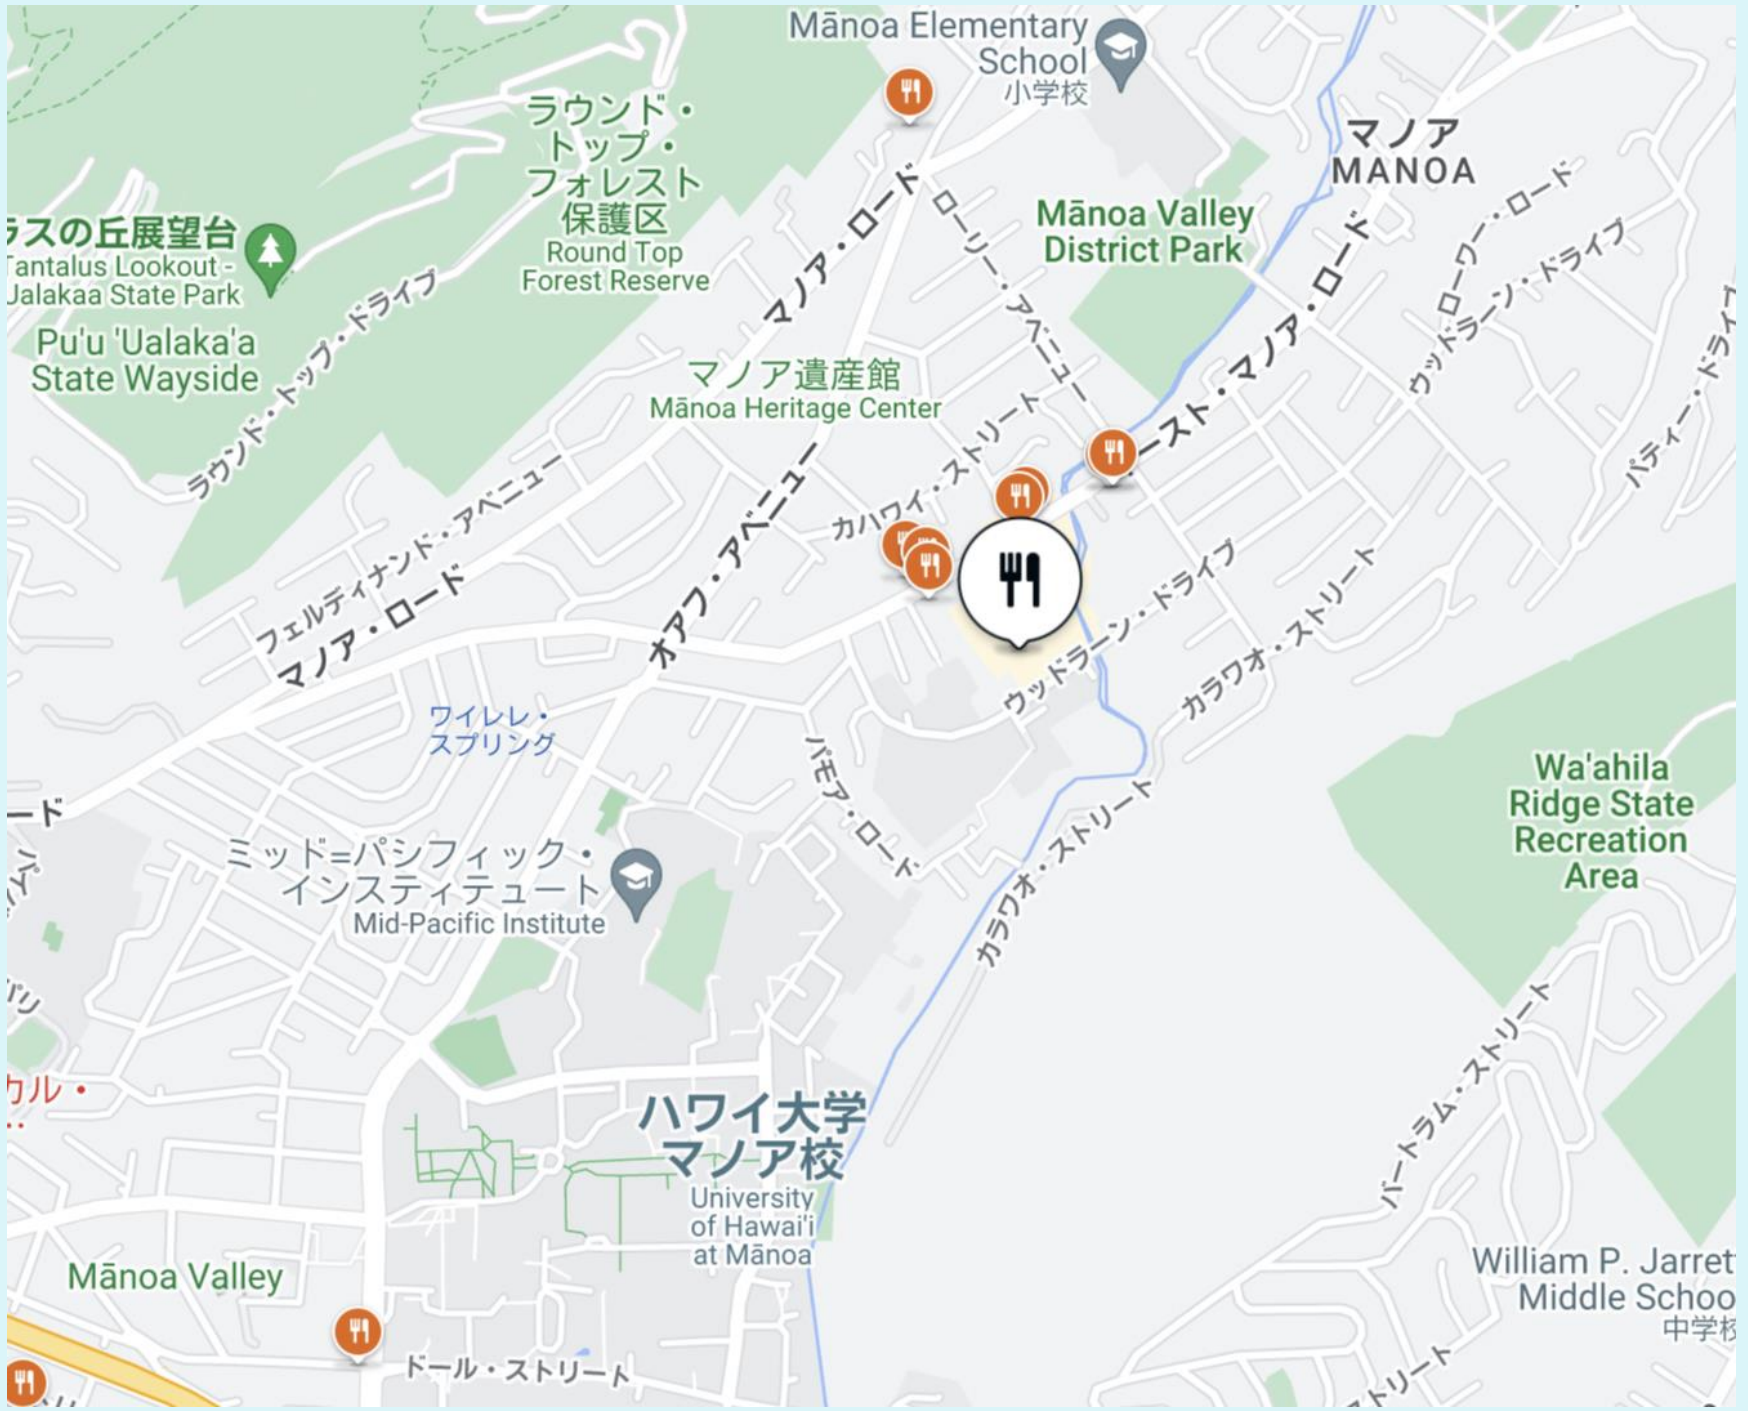 Mānoa Elementary
School
小学校
ラウンド・
トップ・
フォレスト
保護区
Round Top
Forest Reserve
マノア
MANOA
Mānoa Valley
District Park
ラスの丘展望台
Tantalus Lookout -
Ualakaa State Park
Pu'u 'Ualaka'a
State Wayside
マノア・ロード
ローリー・アベニュー
ローワー・ロード
ウッドラーン・ドライブ
イースト・マノア・ロード
パティー・ドライブ
ラウンド・トップ・ドライブ
マノア遺産館
Mānoa Heritage Center
カハワイ・ストリート
フェルディナンド・アベニュー
マノア・ロード
オアフ・アベニュー
ウッドラーン・ドライブ
カラワオ・ストリート
ワイレレ・
スプリング
パモア・ロード
Wa'ahila
Ridge State
Recreation
Area
ード
ミッド=パシフィック・
インスティテュート
Mid-Pacific Institute
カラワオ・ストリート
カル・
ハワイ大学
マノア校
University
of Hawai'i
at Mānoa
バートラム・ストリート
Mānoa Valley
William P. Jarret
Middle Schoo
中学校
ドール・ストリート
トリート